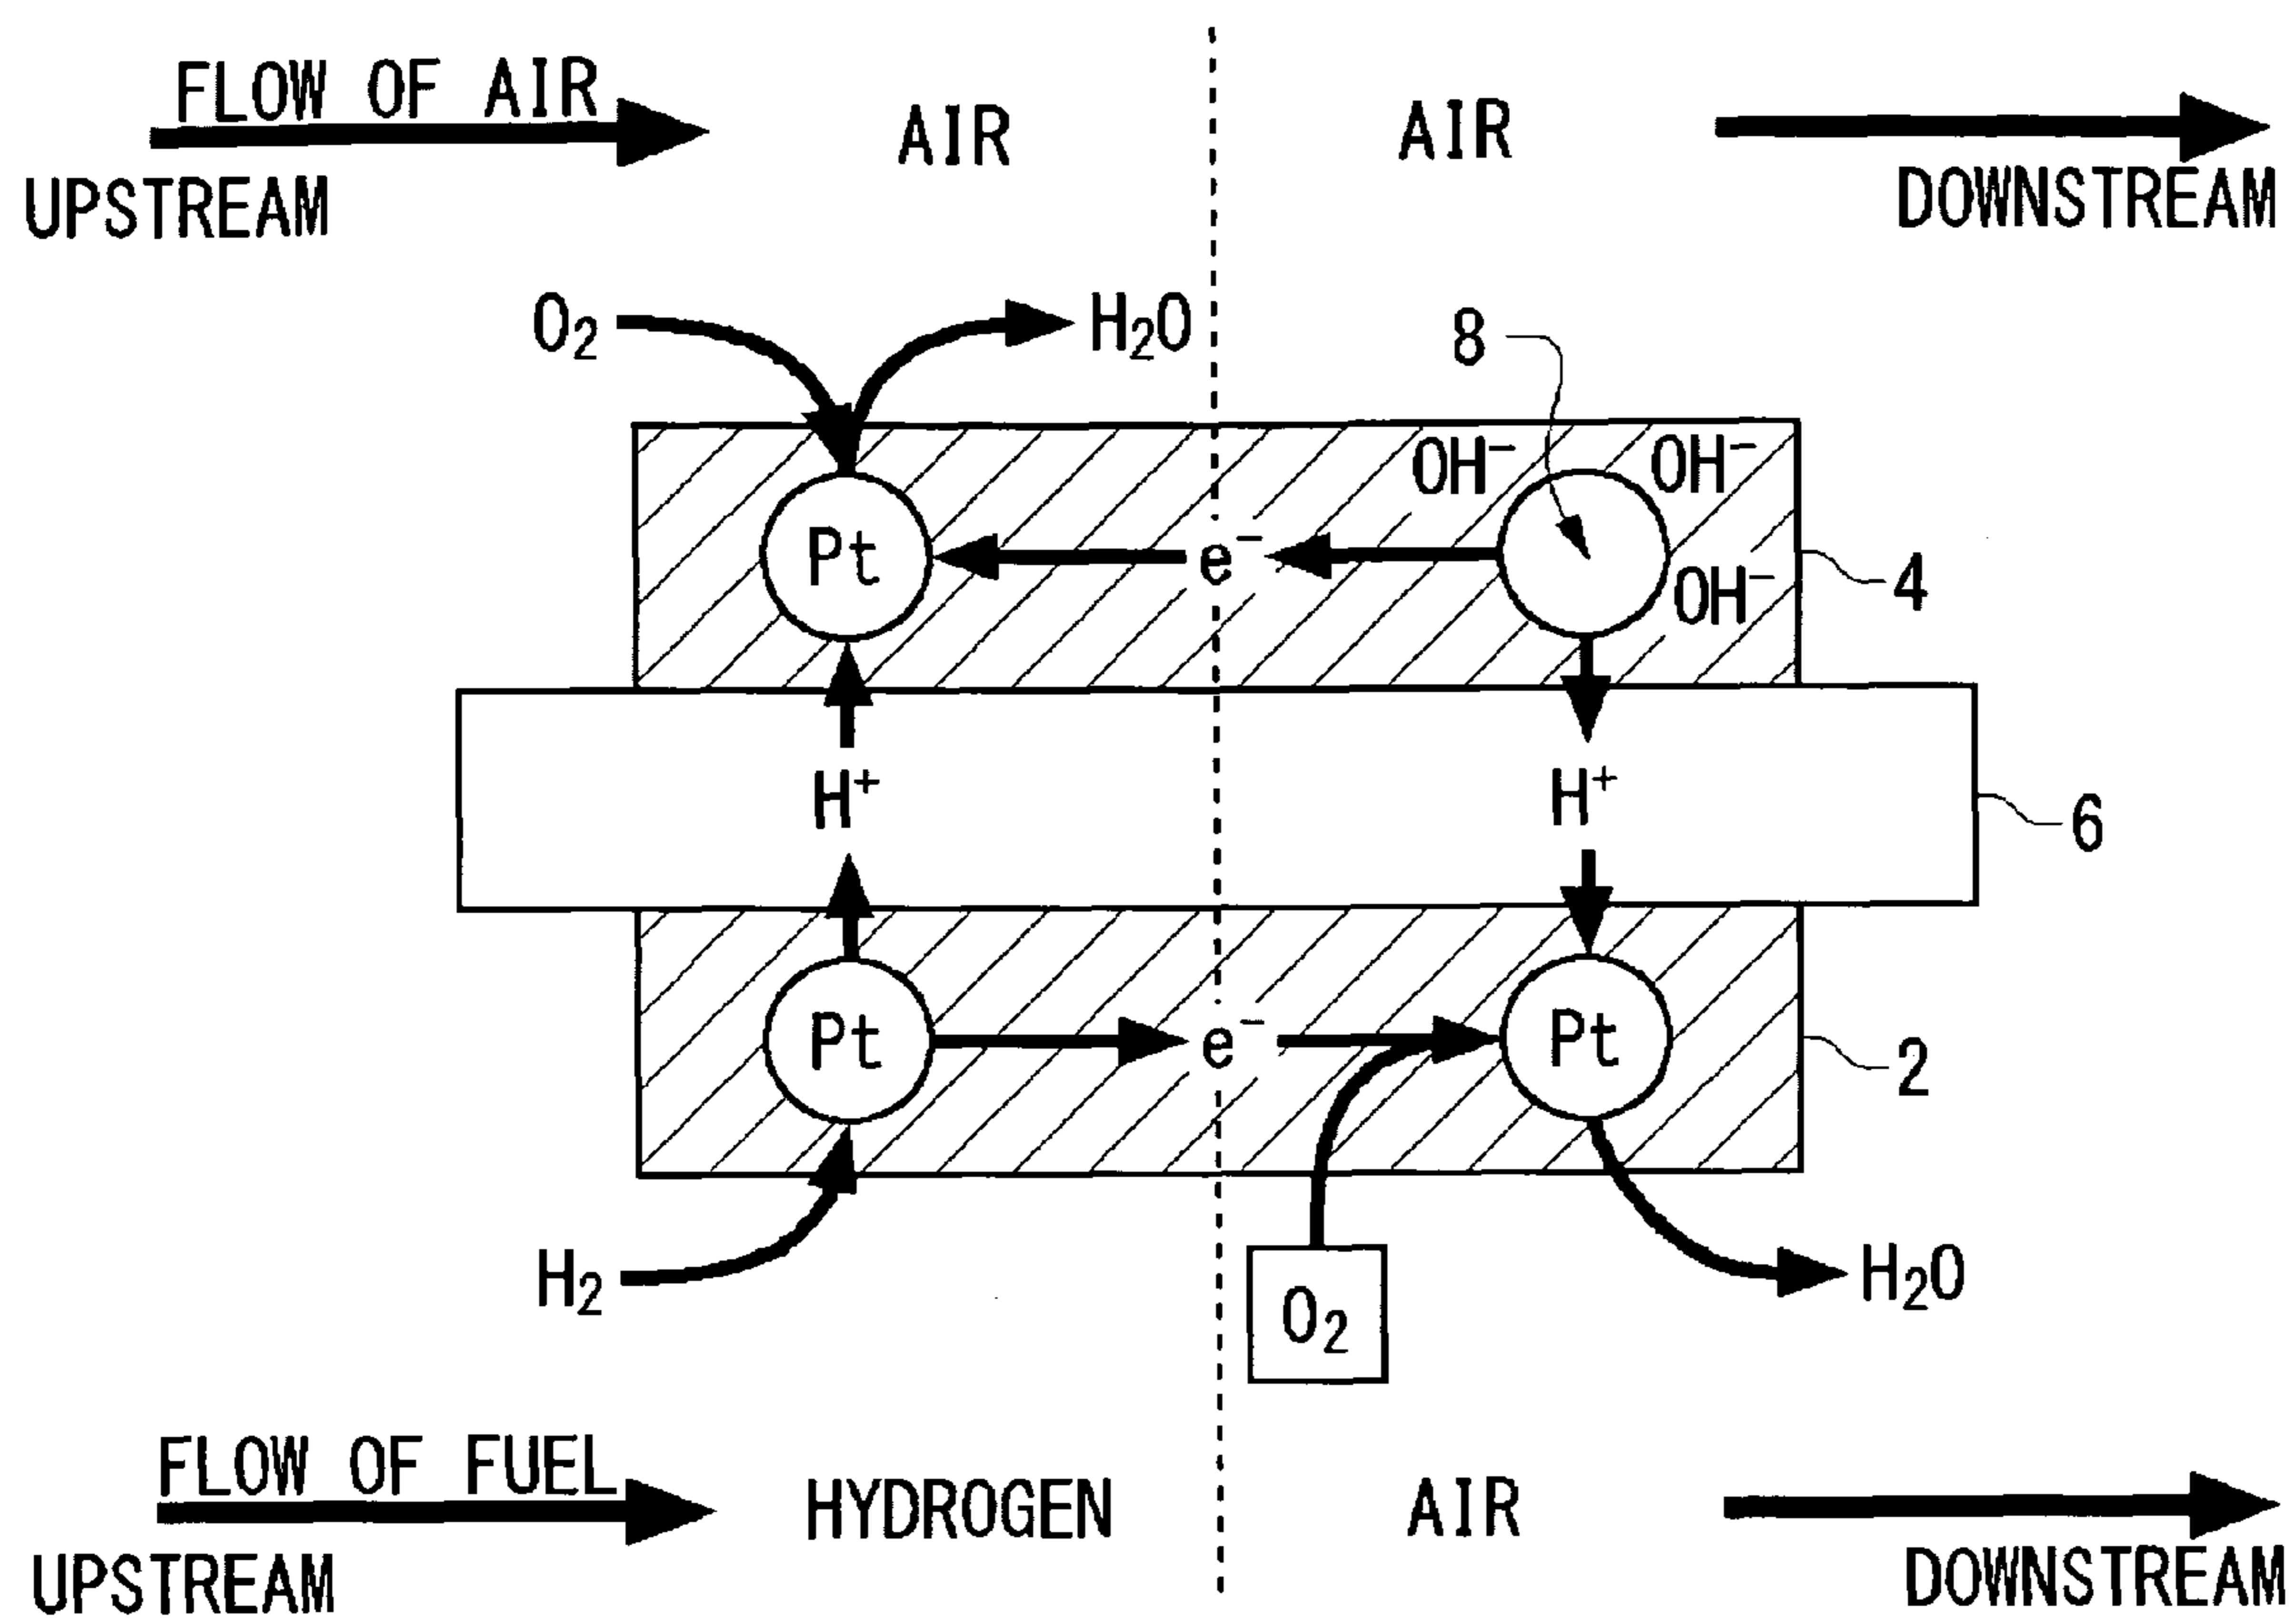 FLOW OF AIR
AIR
AIR
UPSTREAM
DOWNSTREAM
O₂
H₂O
8
OH⁻
OH⁻
Pt
e⁻
OH⁻
4
H⁺
H⁺
6
Pt
e⁻
Pt
2
H₂
O₂
H₂O
FLOW OF FUEL
HYDROGEN
AIR
UPSTREAM
DOWNSTREAM